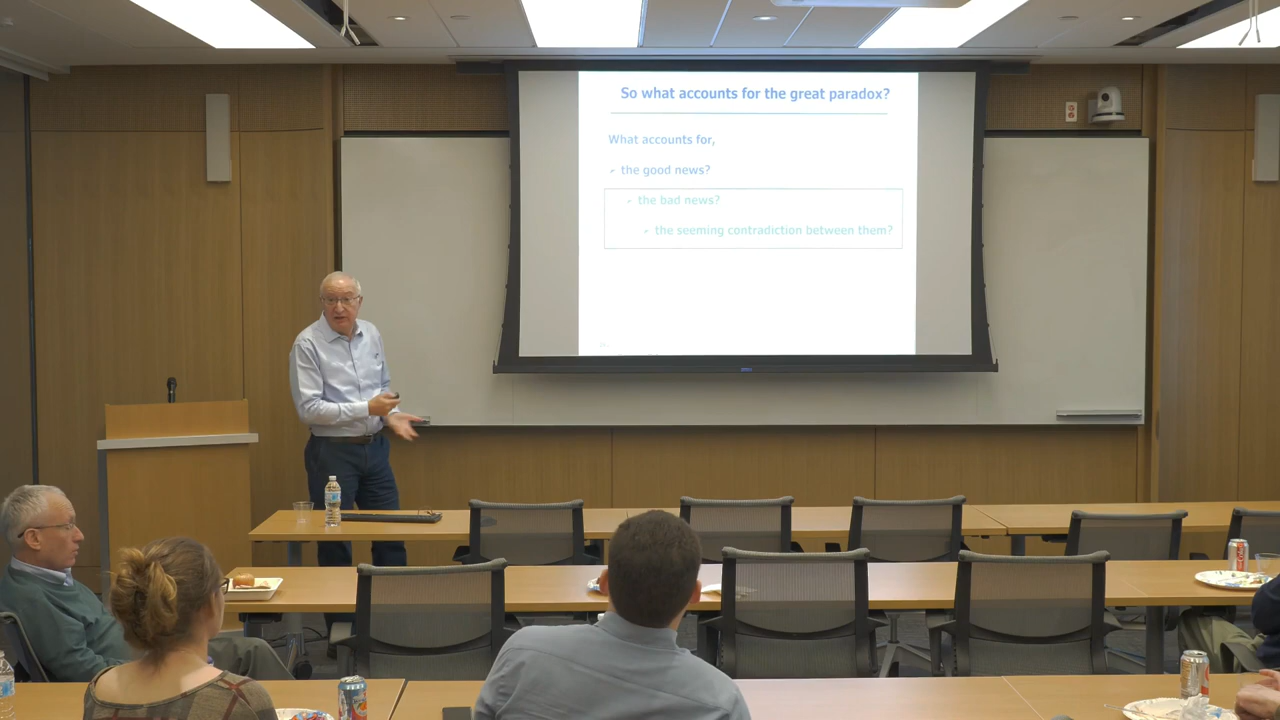 So what accounts for the great paradox?
What accounts for,
the good news?
the bad news?
the seeming contradiction between them?